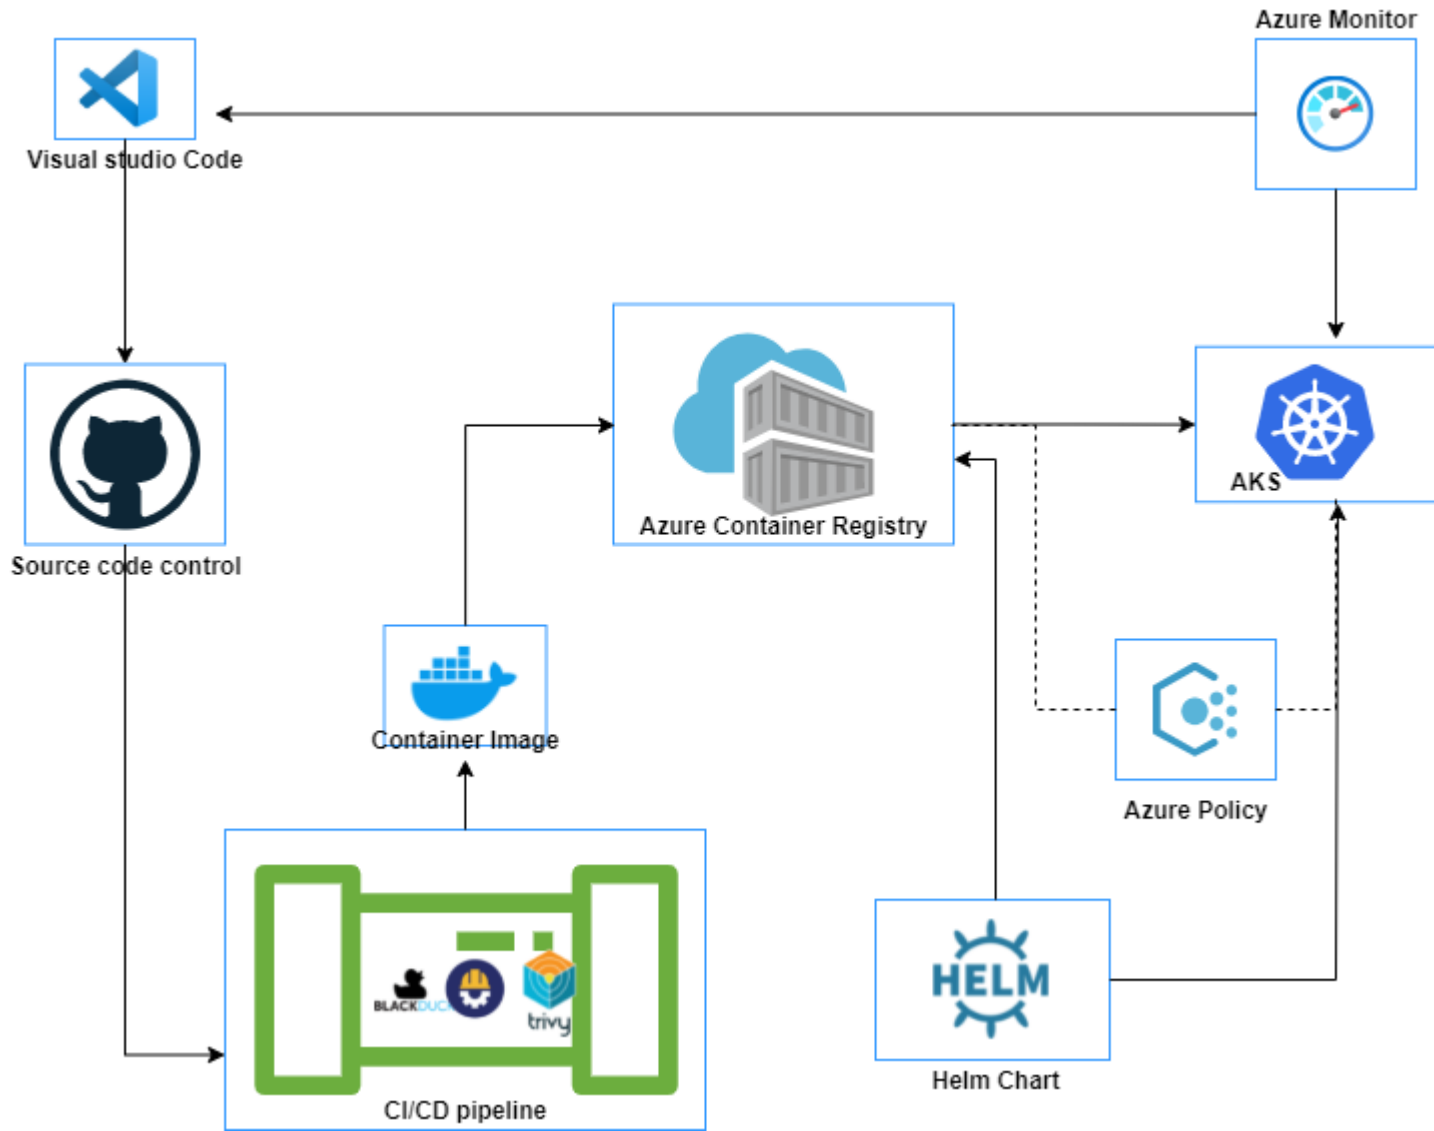 Azure Monitor
Visual studio Code
Source code control
Azure Container Registry
AKS
Container Image
Azure Policy
BLACKDUCK
trivy
HELM
Helm Chart
CI/CD pipeline